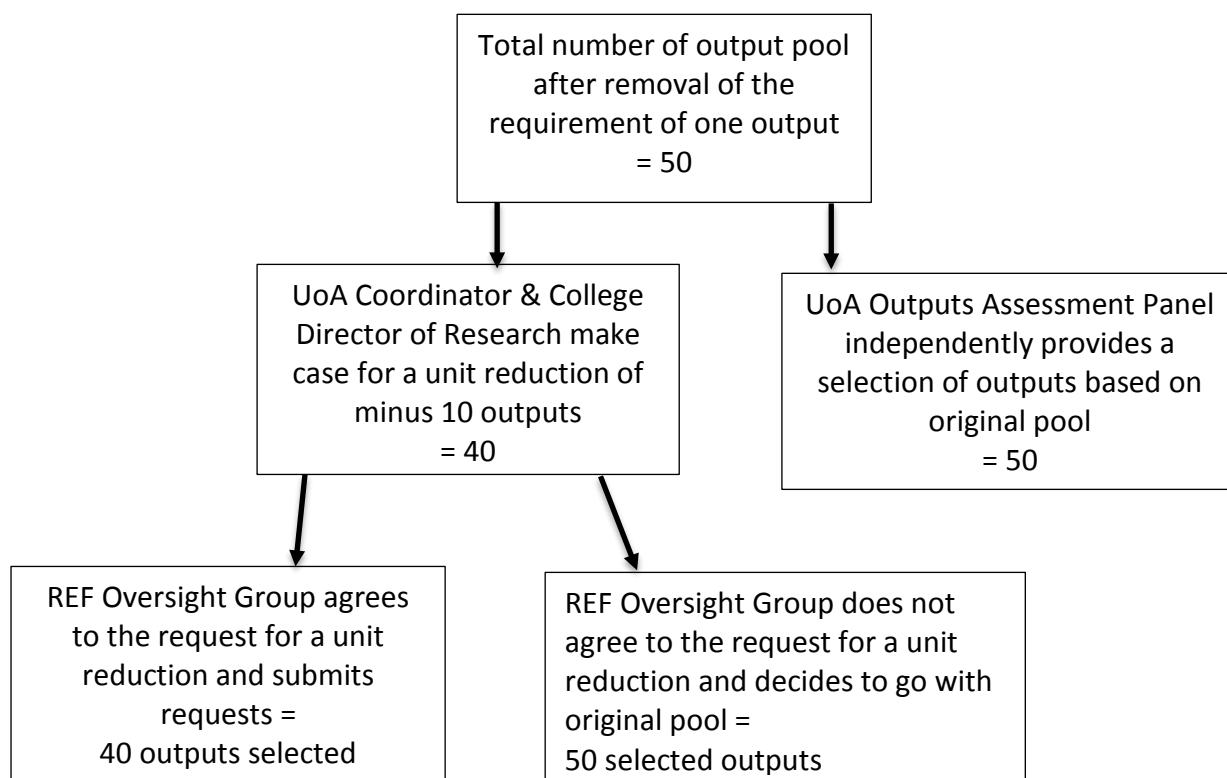 Total number of output pool
after removal of the
requirement of one output
= 50
UoA Coordinator & College
Director of Research make
case for a unit reduction of
minus 10 outputs
= 40
UoA Outputs Assessment Panel
independently provides a
selection of outputs based on
original pool
= 50
REF Oversight Group agrees
to the request for a unit
reduction and submits
requests =
40 outputs selected
REF Oversight Group does not
agree to the request for a unit
reduction and decides to go with
original pool =
50 selected outputs